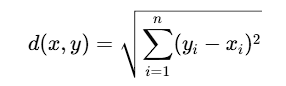 d(x, y) = √(∑_{i=1}^{n} (y_i − x_i)²)